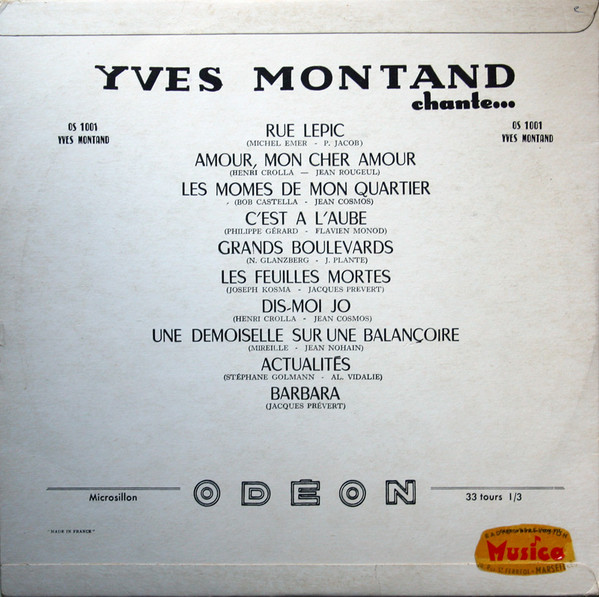 e
YVES MONTAND
chante...
OS 1001
YVES MONTAND
OS 1001
YVES MONTAND
RUE LEPIC
(MICHEL EMER - P. JACOB)
AMOUR, MON CHER AMOUR
(HENRI CROLLA — JEAN ROUGEUL)
LES MOMES DE MON QUARTIER
(BOB CASTELLA - JEAN COSMOS)
C'EST A L'AUBE
(PHILIPPE GÉRARD - FLAVIEN MONOD)
GRANDS BOULEVARDS
(N. GLANZBERG - J. PLANTE)
LES FEUILLES MORTES
(JOSEPH KOSMA - JACQUES PREVERT)
DIS-MOI JO
(HENRI CROLLA - JEAN COSMOS)
UNE DEMOISELLE SUR UNE BALANÇOIRE
(MIREILLE - JEAN NOHAIN)
ACTUALITÉS
(STÉPHANE GOLMANN - AL. VIDALIE)
BARBARA
(JACQUES PRÉVERT)
Microsillon
ODÉON
33 tours 1/3
"MADE IN FRANCE"
Musica
MARSEI